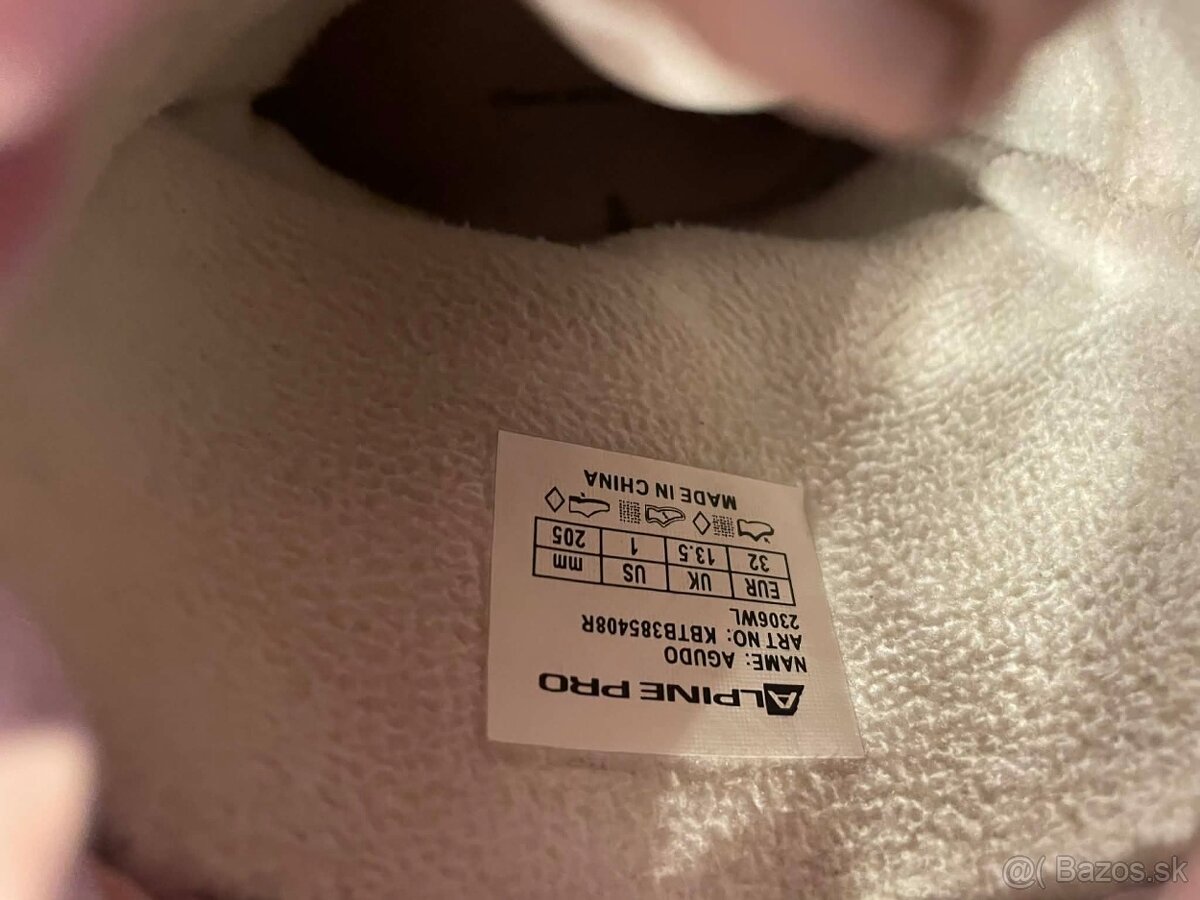 ALPINE PRO
NAME: AGUDO
ART NO: KBTB385408R
2306WL
EUR UK US mm
32 13.5 1 205
MADE IN CHINA
@( Bazos.sk